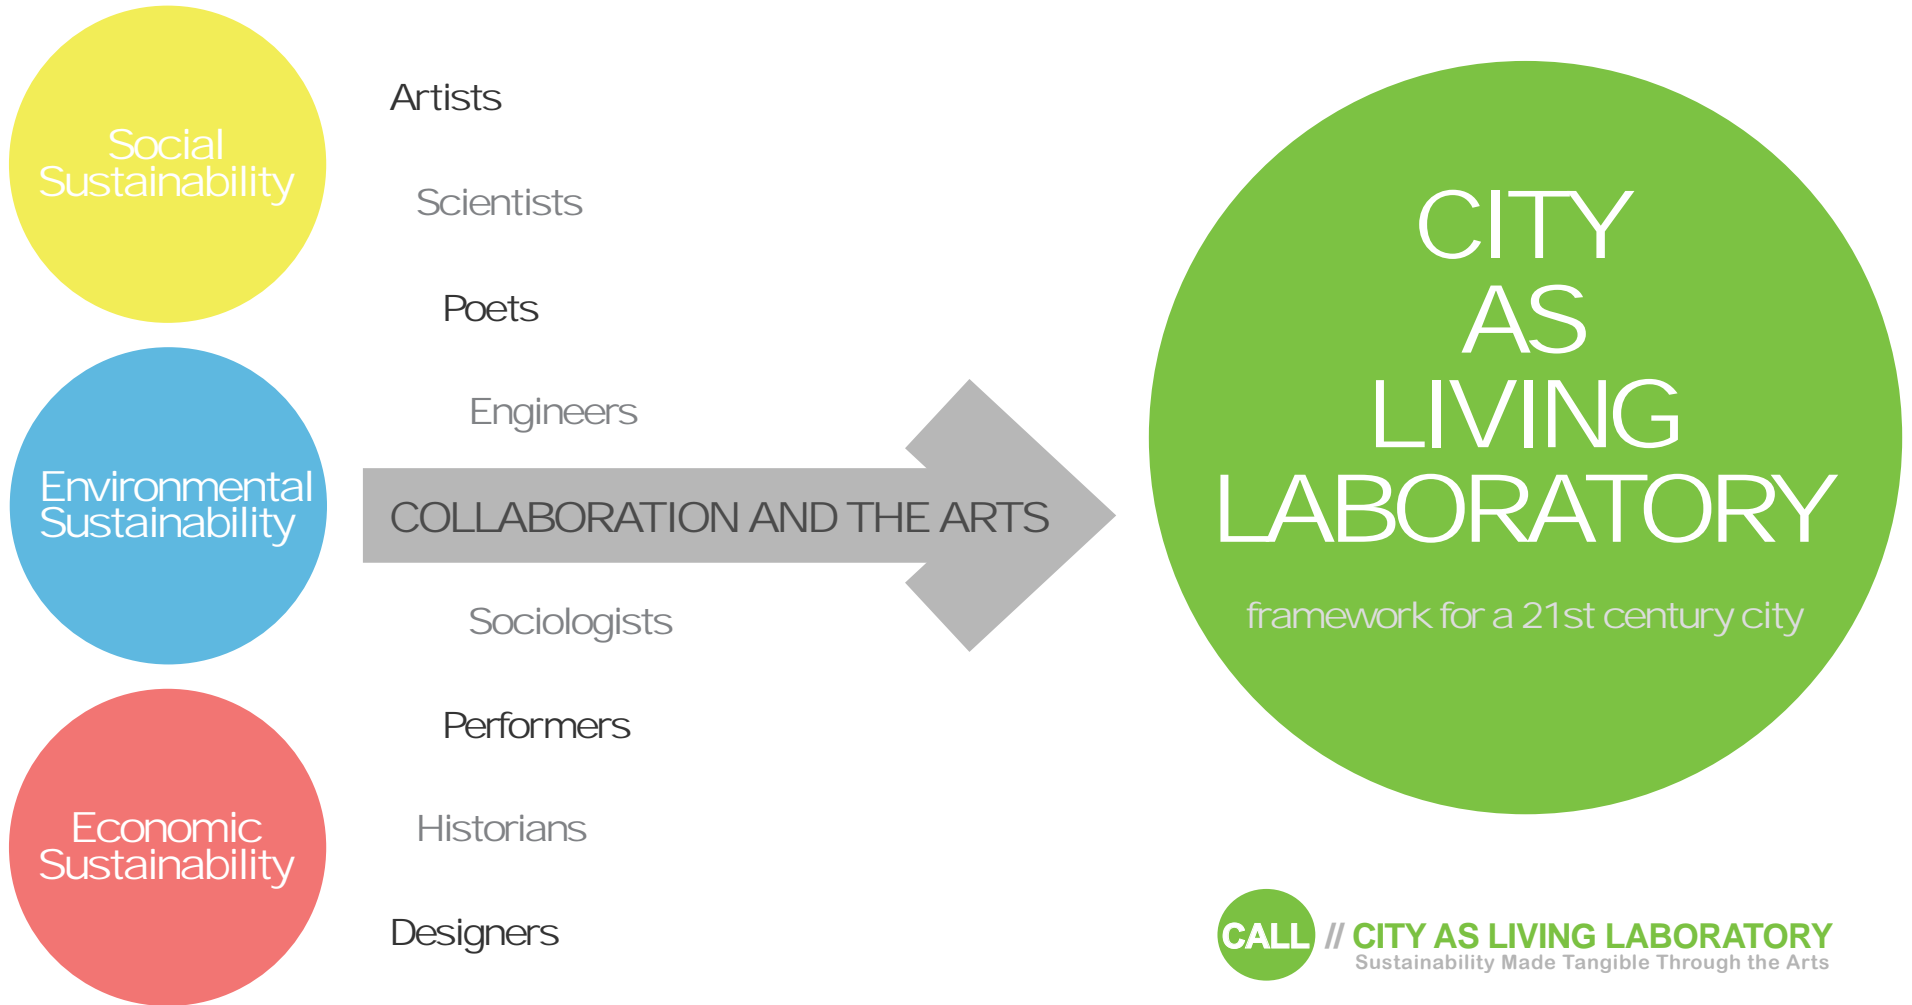 Social
Sustainability
Environmental
Sustainability
Economic
Sustainability
Artists
Scientists
Poets
Engineers
COLLABORATION AND THE ARTS
Sociologists
Performers
Historians
Designers
CITY
AS
LIVING
LABORATORY
framework for a 21st century city
CALL // CITY AS LIVING LABORATORY
Sustainability Made Tangible Through the Arts